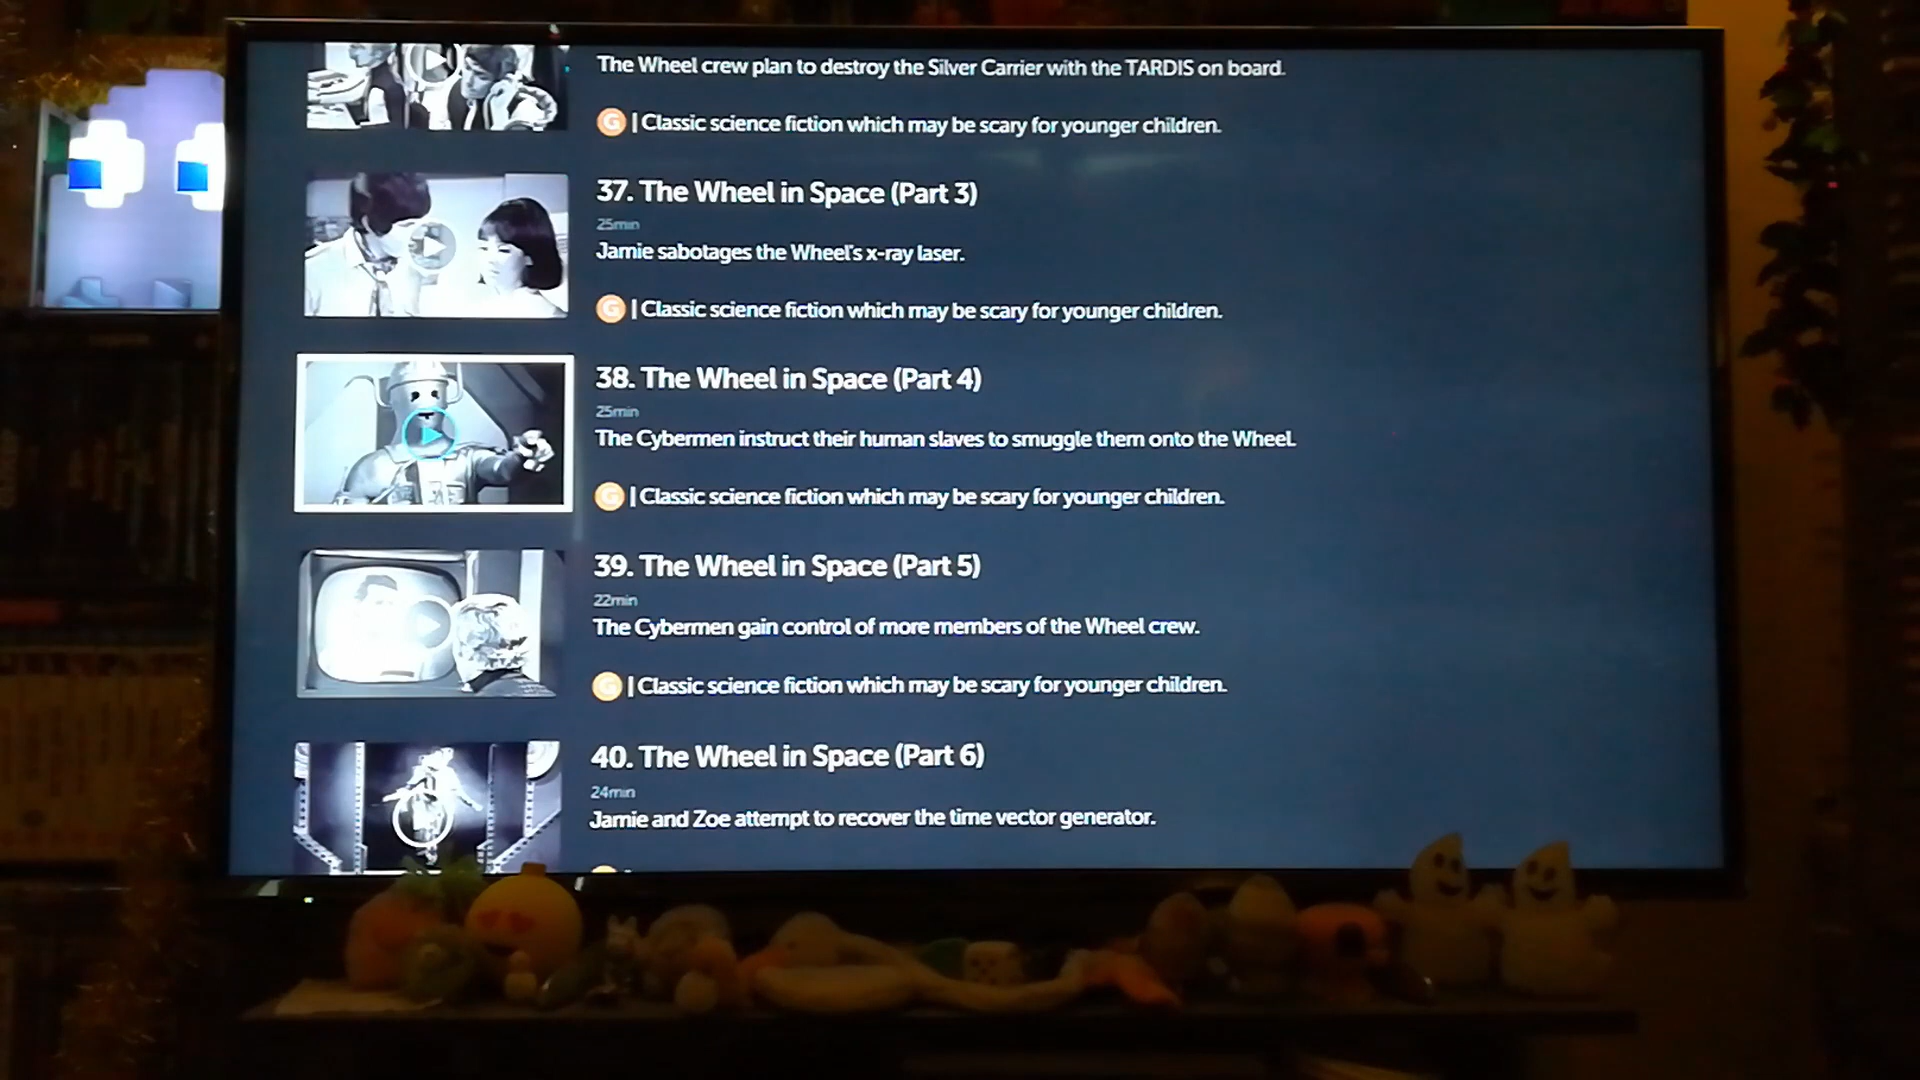 The Wheel crew plan to destroy the Silver Carrier with the TARDIS on board.
G | Classic science fiction which may be scary for younger children.
37. The Wheel in Space (Part 3)
25min
Jamie sabotages the Wheel's x-ray laser.
G | Classic science fiction which may be scary for younger children.
38. The Wheel in Space (Part 4)
25min
The Cybermen instruct their human slaves to smuggle them onto the Wheel.
G | Classic science fiction which may be scary for younger children.
39. The Wheel in Space (Part 5)
22min
The Cybermen gain control of more members of the Wheel crew.
G | Classic science fiction which may be scary for younger children.
40. The Wheel in Space (Part 6)
24min
Jamie and Zoe attempt to recover the time vector generator.